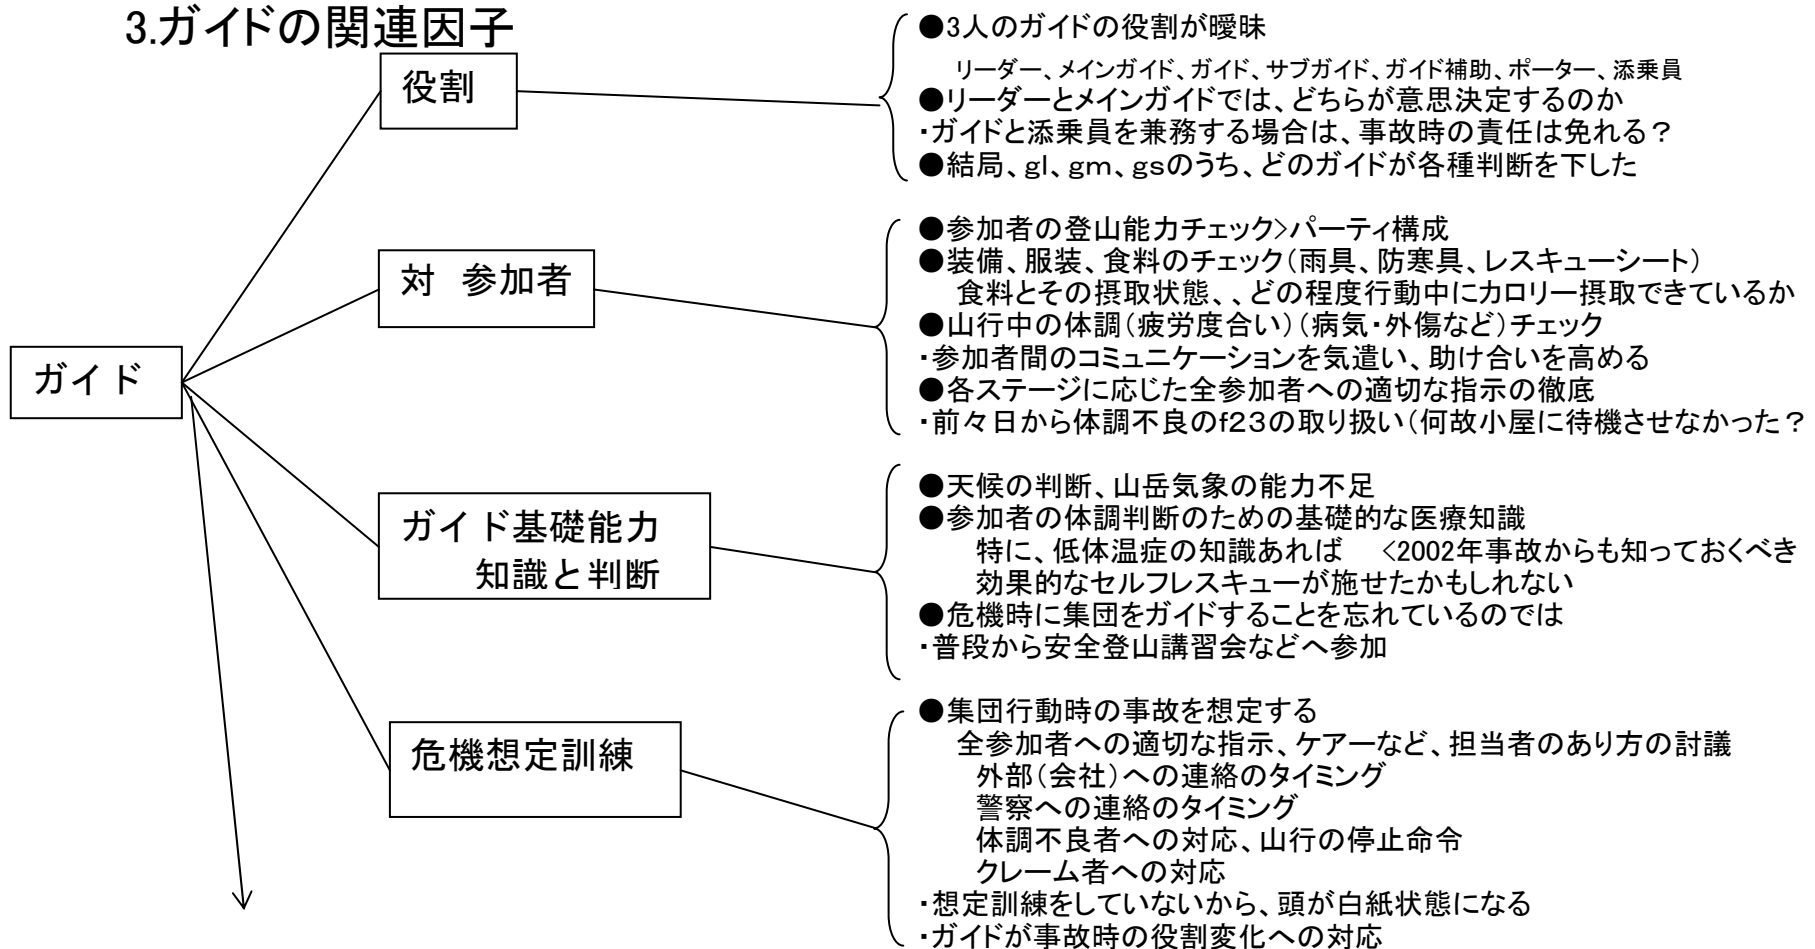 3.ガイドの関連因子
ガイド
役割
●3人のガイドの役割が曖昧
リーダー、メインガイド、ガイド、サブガイド、ガイド補助、ポーター、添乗員
●リーダーとメインガイドでは、どちらが意思決定するのか
・ガイドと添乗員を兼務する場合は、事故時の責任は免れる？
●結局、gl、gm、gsのうち、どのガイドが各種判断を下した
対　参加者
●参加者の登山能力チェック>パーティ構成
●装備、服装、食料のチェック（雨具、防寒具、レスキューシート）
食料とその摂取状態、、どの程度行動中にカロリー摂取できているか
●山行中の体調（疲労度合い）（病気・外傷など）チェック
・参加者間のコミュニケーションを気遣い、助け合いを高める
●各ステージに応じた全参加者への適切な指示の徹底
・前々日から体調不良のf23の取り扱い（何故小屋に待機させなかった？
ガイド基礎能力
知識と判断
●天候の判断、山岳気象の能力不足
●参加者の体調判断のための基礎的な医療知識
特に、低体温症の知識あれば　<2002年事故からも知っておくべき
効果的なセルフレスキューが施せたかもしれない
●危機時に集団をガイドすることを忘れているのでは
・普段から安全登山講習会などへ参加
危機想定訓練
●集団行動時の事故を想定する
全参加者への適切な指示、ケアーなど、担当者のあり方の討議
外部（会社）への連絡のタイミング
警察への連絡のタイミング
体調不良者への対応、山行の停止命令
クレーム者への対応
・想定訓練をしていないから、頭が白紙状態になる
・ガイドが事故時の役割変化への対応